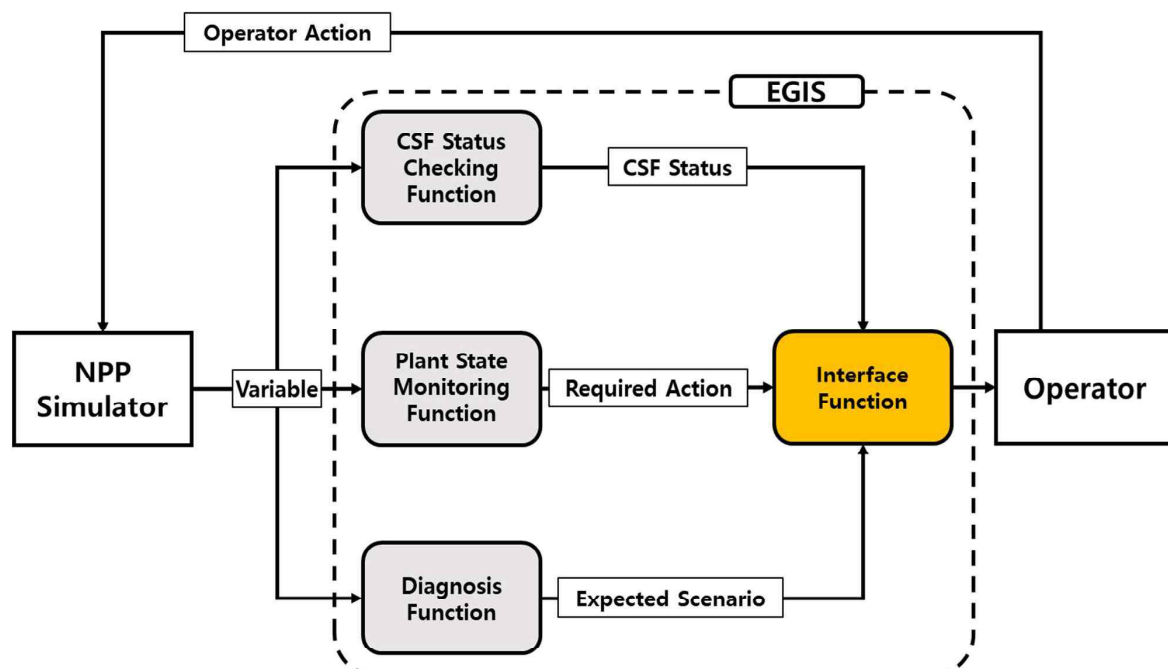 Operator Action
EGIS
CSF Status
Checking
Function
CSF Status
NPP
Simulator
Variable
Plant State
Monitoring
Function
Required Action
Interface
Function
Operator
Diagnosis
Function
Expected Scenario